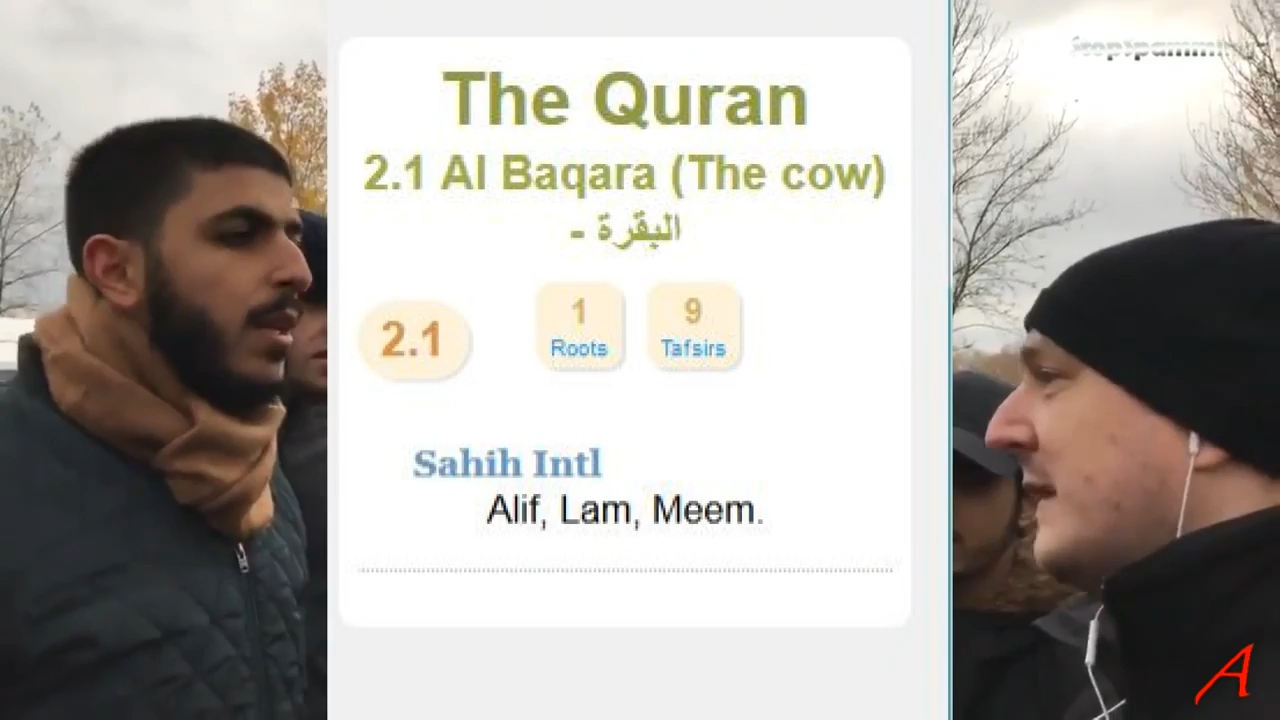 The Quran
2.1 Al Baqara (The cow)
البقرة -
2.1
1
Roots
9
Tafsirs
Sahih Intl
Alif, Lam, Meem.
A